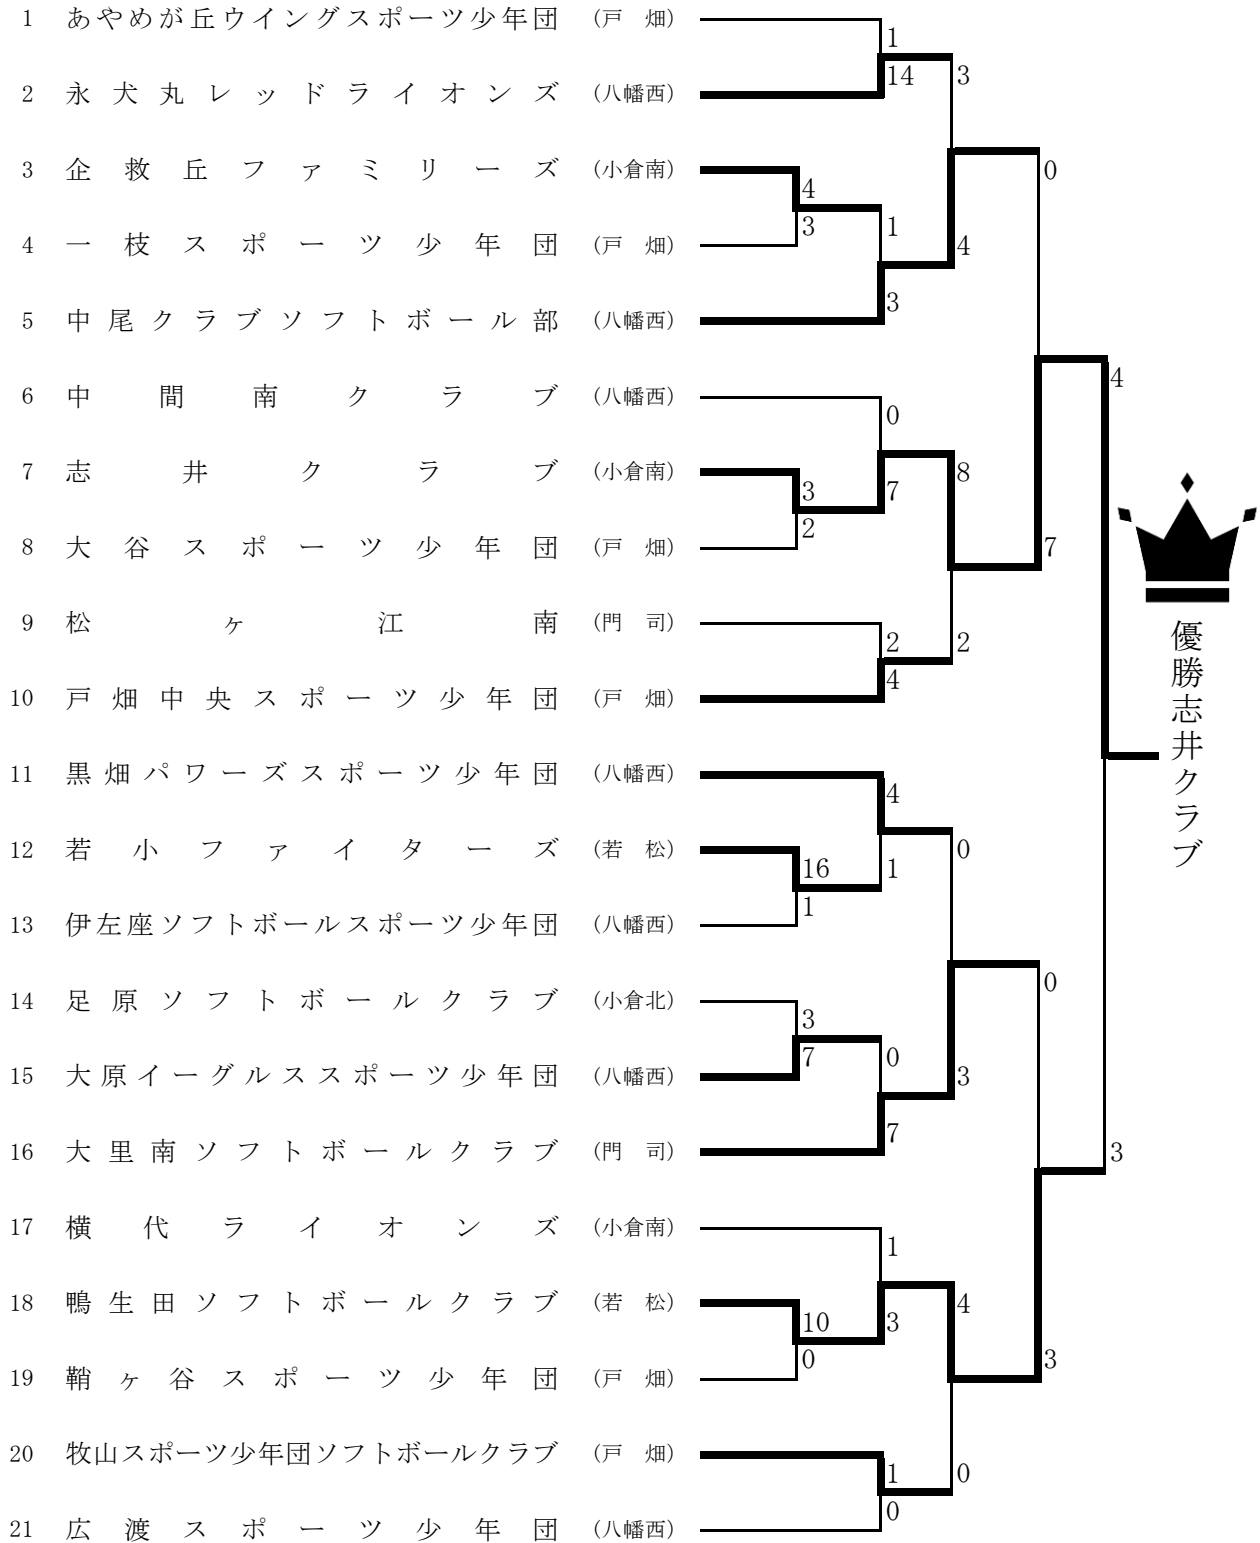 1 あやめが丘ウイングスポーツ少年団 （戸 畑）
1
14
3
2 永犬丸レッドライオンズ （八幡西）
3 企救丘ファミリーズ （小倉南）
0
4
3
1
4
4 一枝スポーツ少年団 （戸 畑）
3
5 中尾クラブソフトボール部 （八幡西）
4
6 中間南クラブ （八幡西）
0
7 志井クラブ （小倉南）
8
3
7
2
8 大谷スポーツ少年団 （戸 畑）
7
9 松ヶ江南 （門 司）
2
2
4
10 戸畑中央スポーツ少年団 （戸 畑）
優勝志井クラブ
11 黒畑パワーズスポーツ少年団 （八幡西）
4
12 若小ファイターズ （若 松）
0
16
1
1
13 伊左座ソフトボールスポーツ少年団 （八幡西）
0
14 足原ソフトボールクラブ （小倉北）
3
7
0
15 大原イーグルススポーツ少年団 （八幡西）
3
7
16 大里南ソフトボールクラブ （門 司）
3
17 横代ライオンズ （小倉南）
1
18 鴨生田ソフトボールクラブ （若 松）
4
10
3
0
3
19 鞘ヶ谷スポーツ少年団 （戸 畑）
20 牧山スポーツ少年団ソフトボールクラブ （戸 畑）
1
0
0
21 広渡スポーツ少年団 （八幡西）